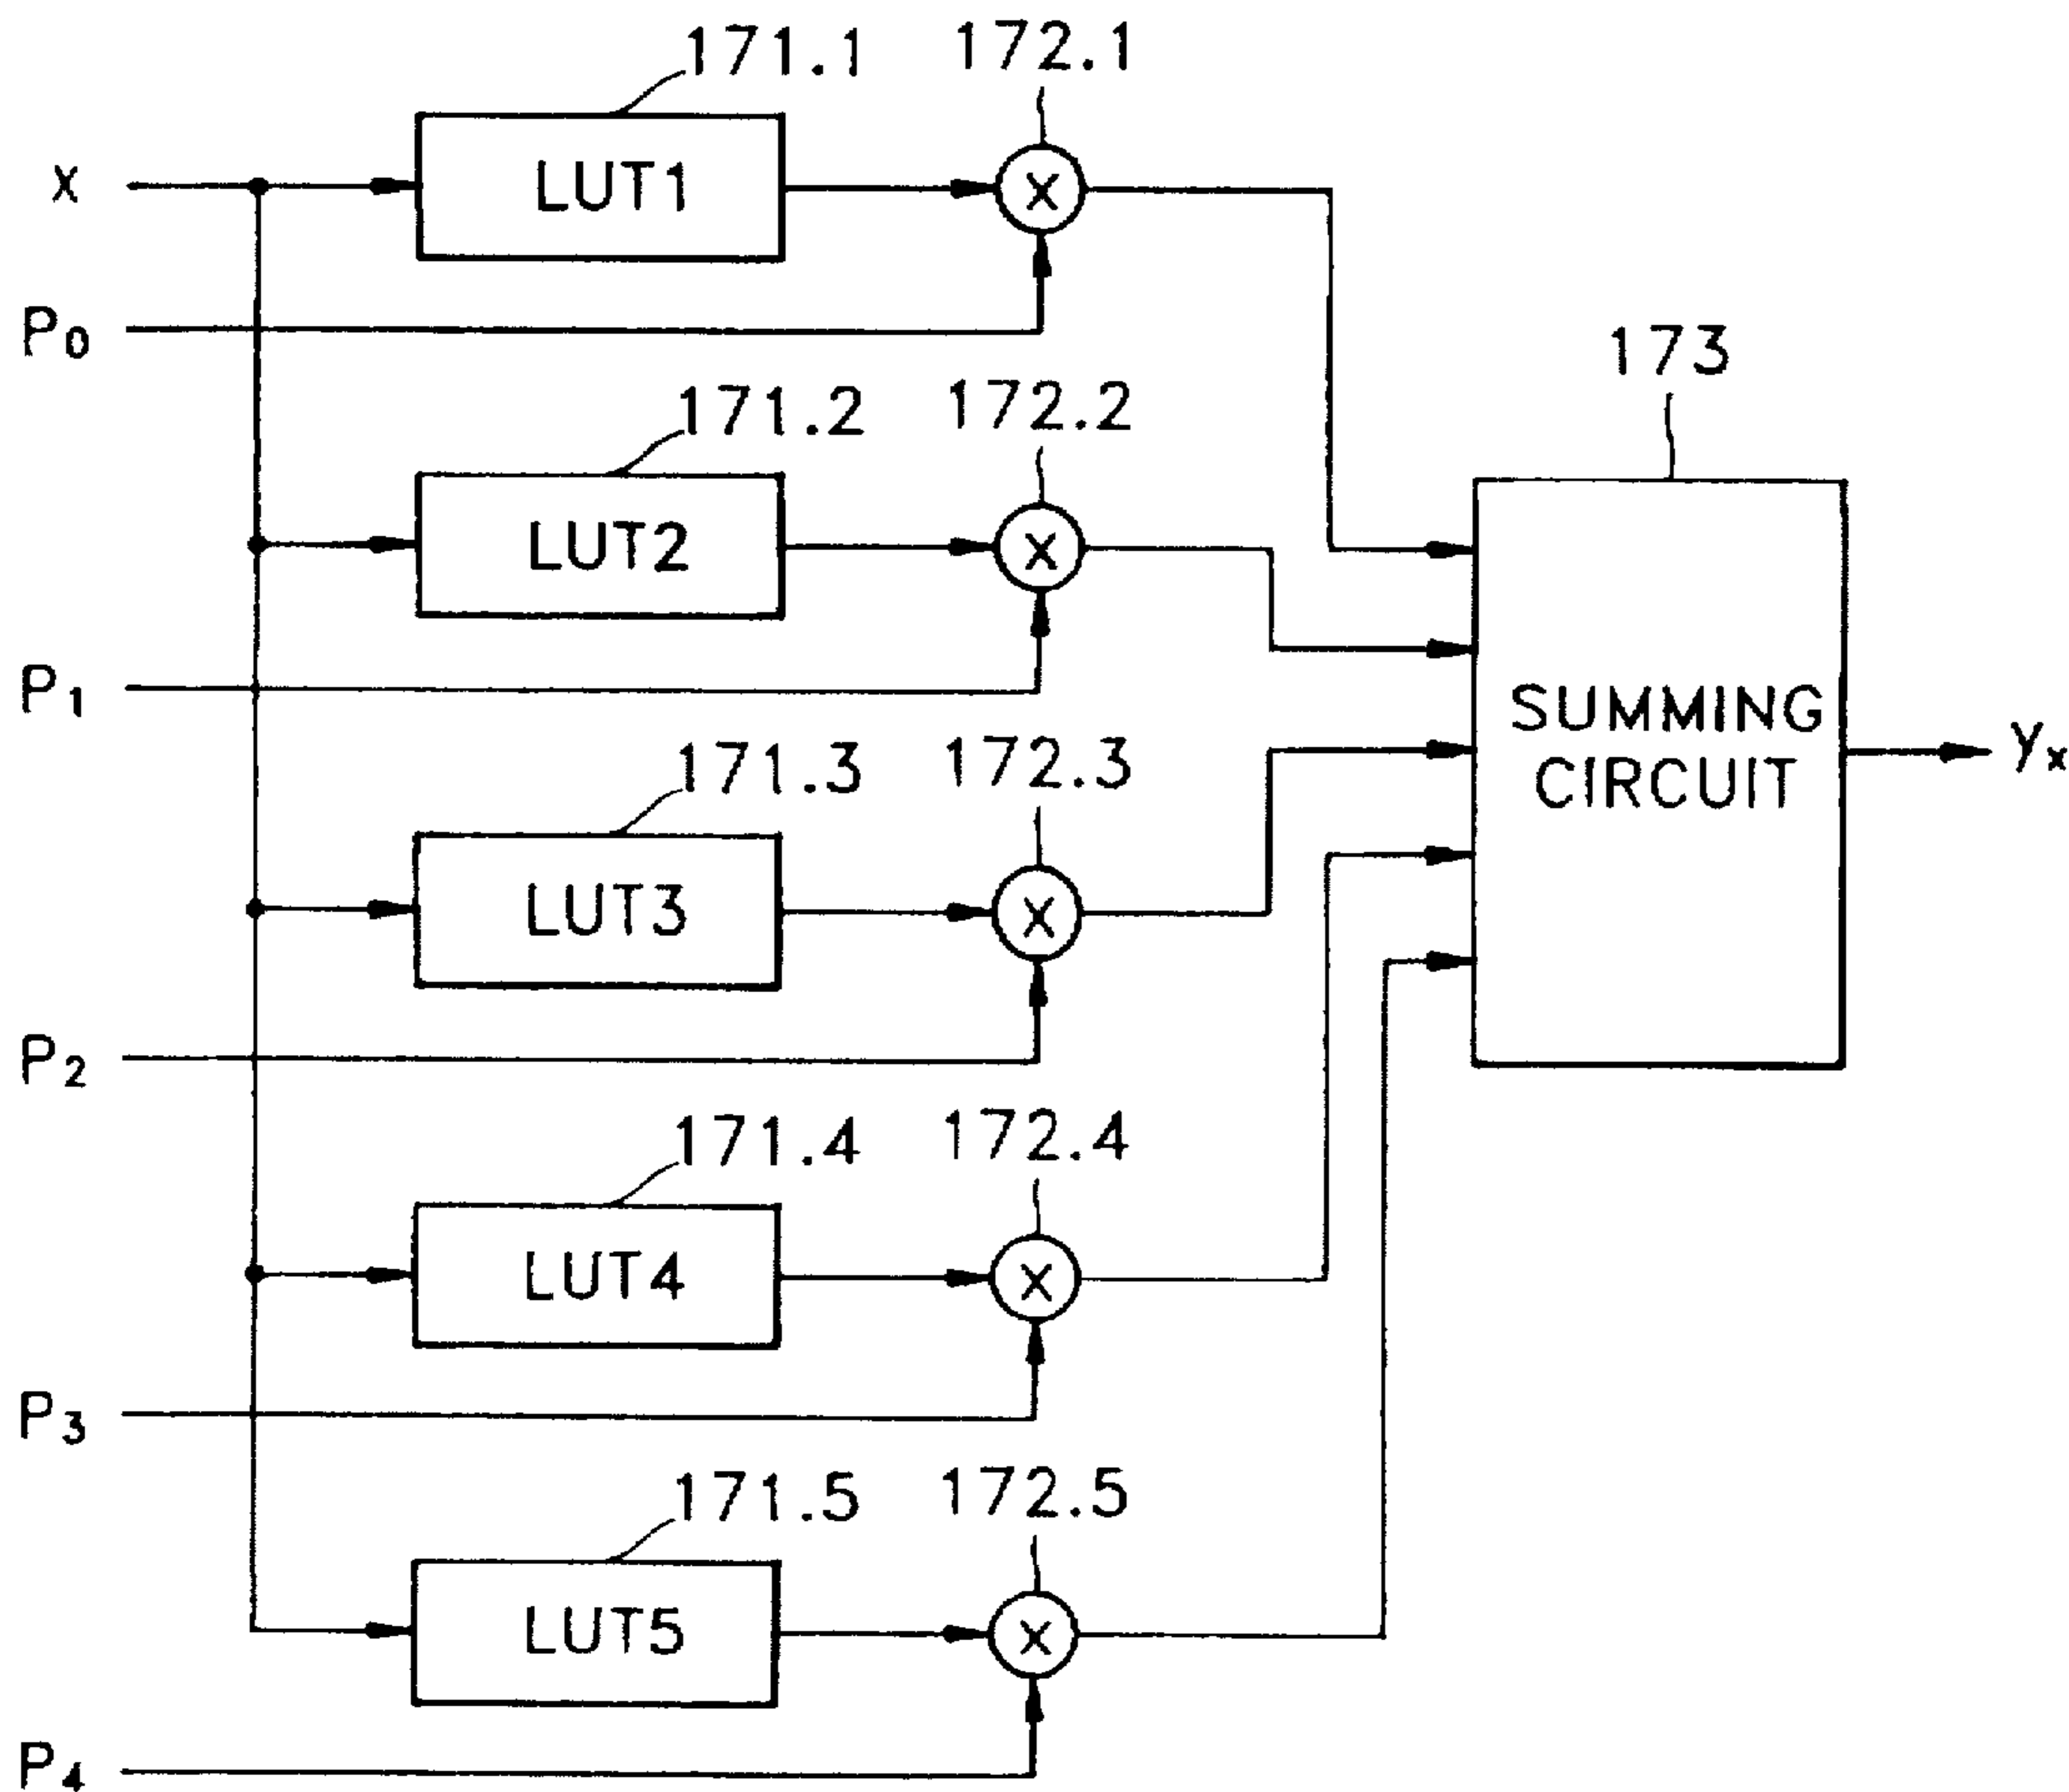 171.1 172.1
x
LUT1
P0
171.2 172.2
173
LUT2
P1
SUMMING
CIRCUIT
yx
171.3 172.3
LUT3
P2
171.4 172.4
LUT4
P3
171.5 172.5
LUT5
P4